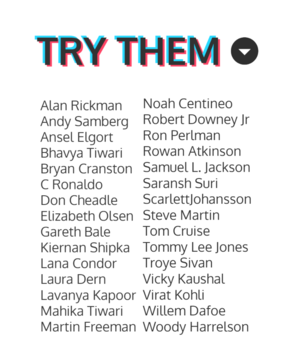 TRY THEM
Alan Rickman
Andy Samberg
Ansel Elgort
Bhavya Tiwari
Bryan Cranston
C Ronaldo
Don Cheadle
Elizabeth Olsen
Gareth Bale
Kiernan Shipka
Lana Condor
Laura Dern
Lavanya Kapoor
Mahika Tiwari
Martin Freeman
Noah Centineo
Robert Downey Jr
Ron Perlman
Rowan Atkinson
Samuel L. Jackson
Saransh Suri
ScarlettJohansson
Steve Martin
Tom Cruise
Tommy Lee Jones
Troye Sivan
Vicky Kaushal
Virat Kohli
Willem Dafoe
Woody Harrelson